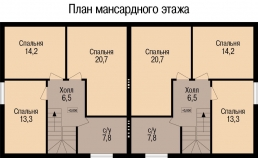 План мансардного этажа
Спальня
14,2
Спальня
20,7
Спальня
20,7
Спальня
14,2
Холл
6,5
Холл
6,5
Спальня
13,3
с/у
7,8
с/у
7,8
Спальня
13,3